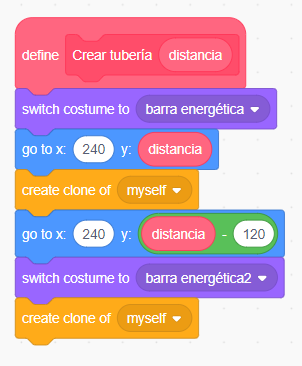 define Crear tubería distancia
switch costume to barra energética
go to x: 240 y: distancia
create clone of myself
go to x: 240 y: distancia - 120
switch costume to barra energética2
create clone of myself